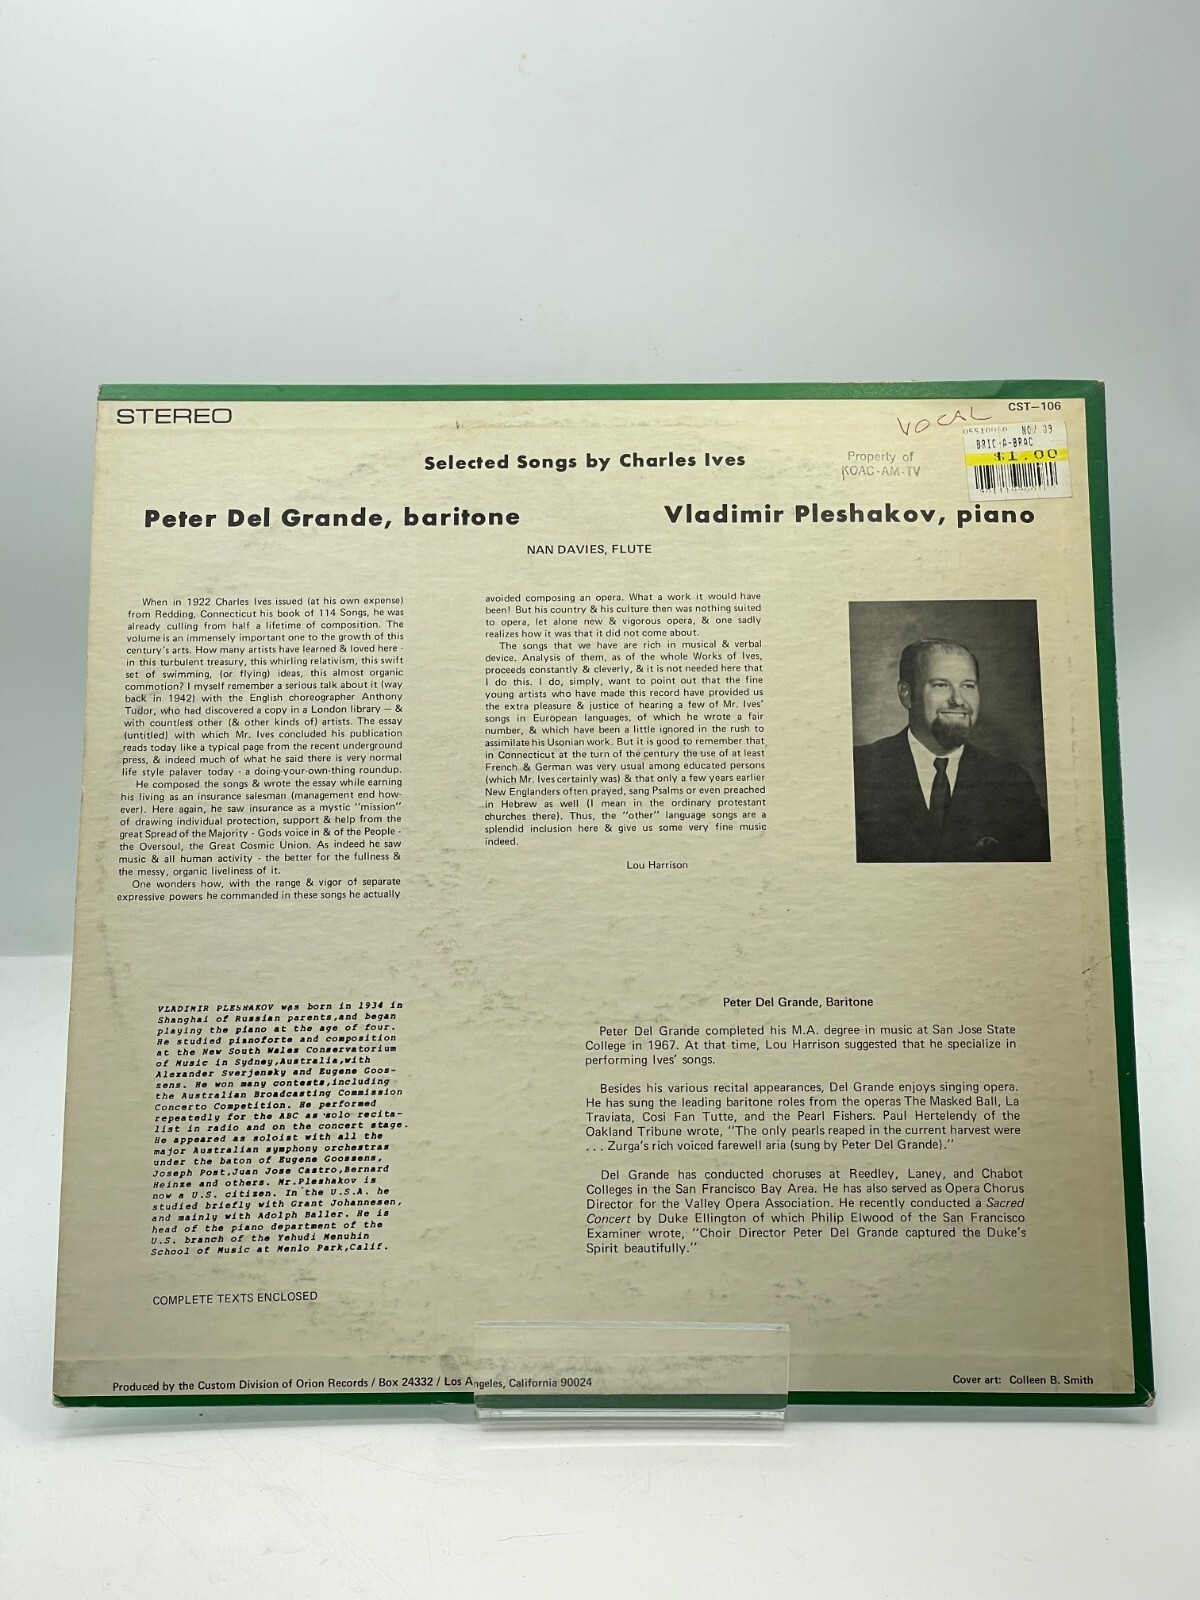 STEREO
CST-106
VOCAL
NOV 09
BRIC-A-BRAC
$1.00
Property of
KOAC-AM-TV
Selected Songs by Charles Ives
Peter Del Grande, baritone
Vladimir Pleshakov, piano
NAN DAVIES, FLUTE
When in 1922 Charles Ives issued (at his own expense)
from Redding, Connecticut his book of 114 Songs, he was
already culling from half a lifetime of composition. The
volume is an immensely important one to the growth of this
century's arts. How many artists have learned & loved here -
in this turbulent treasury, this whirling relativism, this swift
set of swimming, (or flying) ideas, this almost organic
commotion? I myself remember a serious talk about it (way
back in 1942) with the English choreographer Anthony
Tudor, who had discovered a copy in a London library — &
with countless other (& other kinds of) artists. The essay
(untitled) with which Mr. Ives concluded his publication
reads today like a typical page from the recent underground
press, & indeed much of what he said there is very normal
life style palaver today - a doing-your-own-thing roundup.
He composed the songs & wrote the essay while earning
his living as an insurance salesman (management end how-
ever). Here again, he saw insurance as a mystic "mission"
of drawing individual protection, support & help from the
great Spread of the Majority - Gods voice in & of the People -
the Oversoul, the Great Cosmic Union. As indeed he saw
music & all human activity - the better for the fullness &
the messy, organic liveliness of it.
One wonders how, with the range & vigor of separate
expressive powers he commanded in these songs he actually
avoided composing an opera. What a work it would have
been! But his country & his culture then was nothing suited
to opera, let alone new & vigorous opera, & one sadly
realizes how it was that it did not come about.
The songs that we have are rich in musical & verbal
device. Analysis of them, as of the whole Works of Ives,
proceeds constantly & cleverly, & it is not needed here that
I do this. I do, simply, want to point out that the fine
young artists who have made this record have provided us
the extra pleasure & justice of hearing a few of Mr. Ives'
songs in European languages, of which he wrote a fair
number, & which have been a little ignored in the rush to
assimilate his Usonian work. But it is good to remember that
in Connecticut at the turn of the century the use of at least
French & German was very usual among educated persons
(which Mr. Ives certainly was) & that only a few years earlier
New Englanders often prayed, sang Psalms or even preached
in Hebrew as well (I mean in the ordinary protestant
churches there). Thus, the "other" language songs are a
splendid inclusion here & give us some very fine music
indeed.
Lou Harrison
VLADIMIR PLESHAKOV was born in 1934 in
Shanghai of Russian parents,and began
playing the piano at the age of four.
He studied pianoforte and composition
at the New South Wales Conservatorium
of Music in Sydney,Australia,with
Alexander Sverjensky and Eugene Goos-
sens. He won many contests,including
the Australian Broadcasting Commission
Concerto Competition. He performed
repeatedly for the ABC as solo recita-
list in radio and on the concert stage.
He appeared as soloist with all the
major Australian symphony orchestras
under the baton of Eugene Goossens,
Joseph Post,Juan Jose Castro,Bernard
Heinze and others. Mr.Pleshakov is
now a U.S. citizen. In the U.S.A. he
studied briefly with Grant Johannesen,
and mainly with Adolph Baller. He is
head of the piano department of the
U.S. branch of the Yehudi Menuhin
School of Music at Menlo Park,Calif.
COMPLETE TEXTS ENCLOSED
Peter Del Grande, Baritone
Peter Del Grande completed his M.A. degree in music at San Jose State
College in 1967. At that time, Lou Harrison suggested that he specialize in
performing Ives' songs.
Besides his various recital appearances, Del Grande enjoys singing opera.
He has sung the leading baritone roles from the operas The Masked Ball, La
Traviata, Cosi Fan Tutte, and the Pearl Fishers. Paul Hertelendy of the
Oakland Tribune wrote, "The only pearls reaped in the current harvest were
. . . Zurga's rich voiced farewell aria (sung by Peter Del Grande)."
Del Grande has conducted choruses at Reedley, Laney, and Chabot
Colleges in the San Francisco Bay Area. He has also served as Opera Chorus
Director for the Valley Opera Association. He recently conducted a Sacred
Concert by Duke Ellington of which Philip Elwood of the San Francisco
Examiner wrote, "Choir Director Peter Del Grande captured the Duke's
Spirit beautifully."
Produced by the Custom Division of Orion Records / Box 24332 / Los Angeles, California 90024
Cover art: Colleen B. Smith